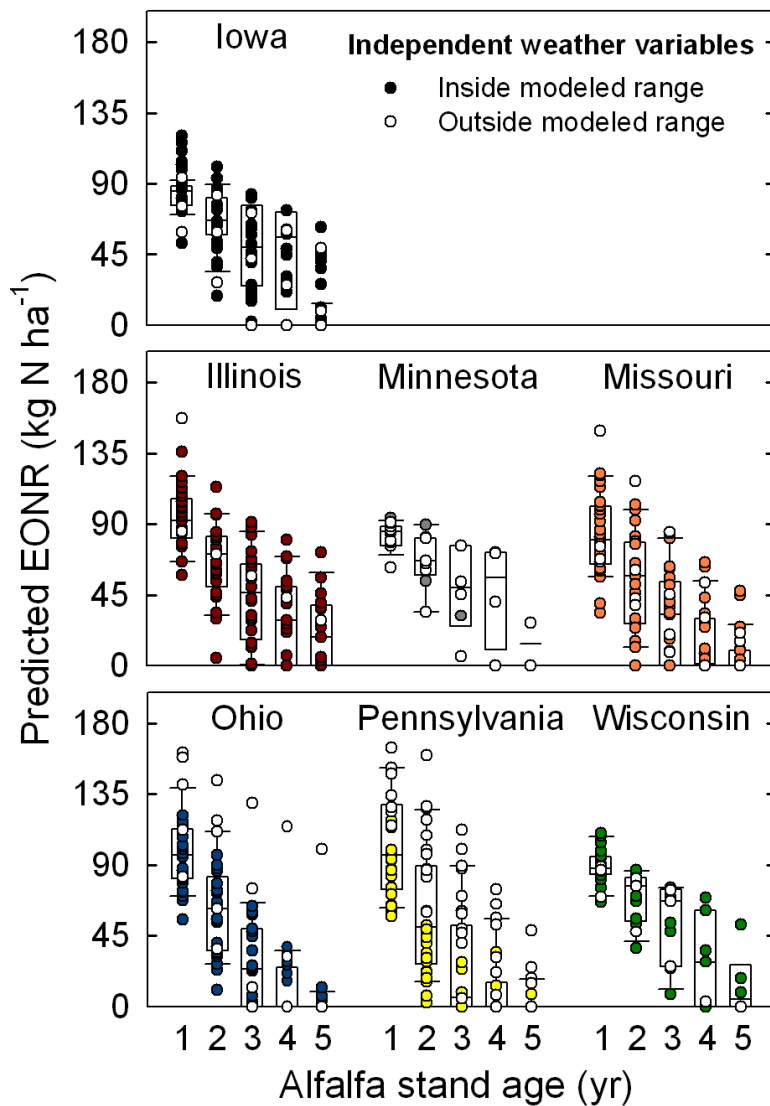 Iowa
Independent weather variables
Inside modeled range
Outside modeled range
180
135
90
45
0
Illinois
Minnesota
Missouri
180
135
90
45
0
Ohio
Pennsylvania
Wisconsin
180
135
90
45
0
1 2 3 4 5 1 2 3 4 5 1 2 3 4 5
Alfalfa stand age (yr)
Predicted EONR (kg N ha⁻¹)